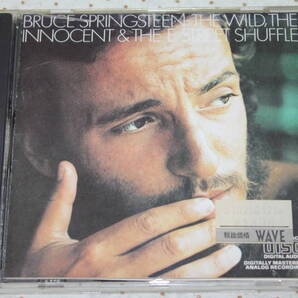 BRUCE SPRINGSTEEN THE WILD, THE
INNOCENT & THE E STREET SHUFFLE
税抜価格 WAVE
DISC
DIGITAL AUDIO
DIGITALLY MASTERED
ANALOG RECORDING